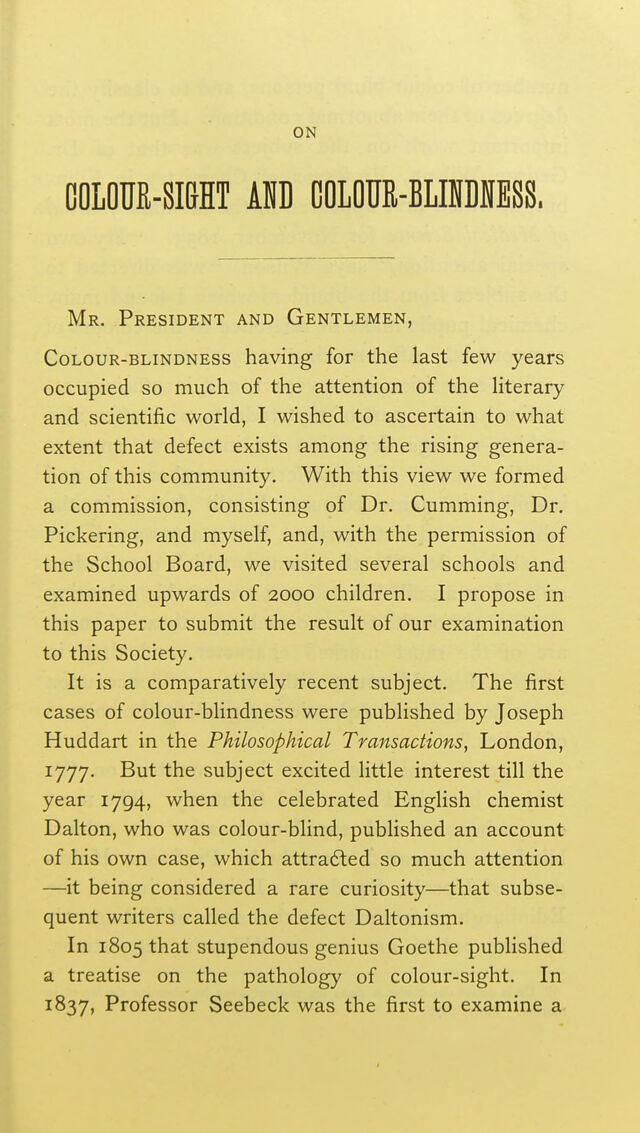 ON
COLOUR-SIGHT AND COLOUR-BLINDNESS.
MR. PRESIDENT AND GENTLEMEN,
COLOUR-BLINDNESS having for the last few years
occupied so much of the attention of the literary
and scientific world, I wished to ascertain to what
extent that defect exists among the rising genera-
tion of this community. With this view we formed
a commission, consisting of Dr. Cumming, Dr.
Pickering, and myself, and, with the permission of
the School Board, we visited several schools and
examined upwards of 2000 children. I propose in
this paper to submit the result of our examination
to this Society.
It is a comparatively recent subject. The first
cases of colour-blindness were published by Joseph
Huddart in the Philosophical Transactions, London,
1777. But the subject excited little interest till the
year 1794, when the celebrated English chemist
Dalton, who was colour-blind, published an account
of his own case, which attracted so much attention
—it being considered a rare curiosity—that subse-
quent writers called the defect Daltonism.
In 1805 that stupendous genius Goethe published
a treatise on the pathology of colour-sight. In
1837, Professor Seebeck was the first to examine a